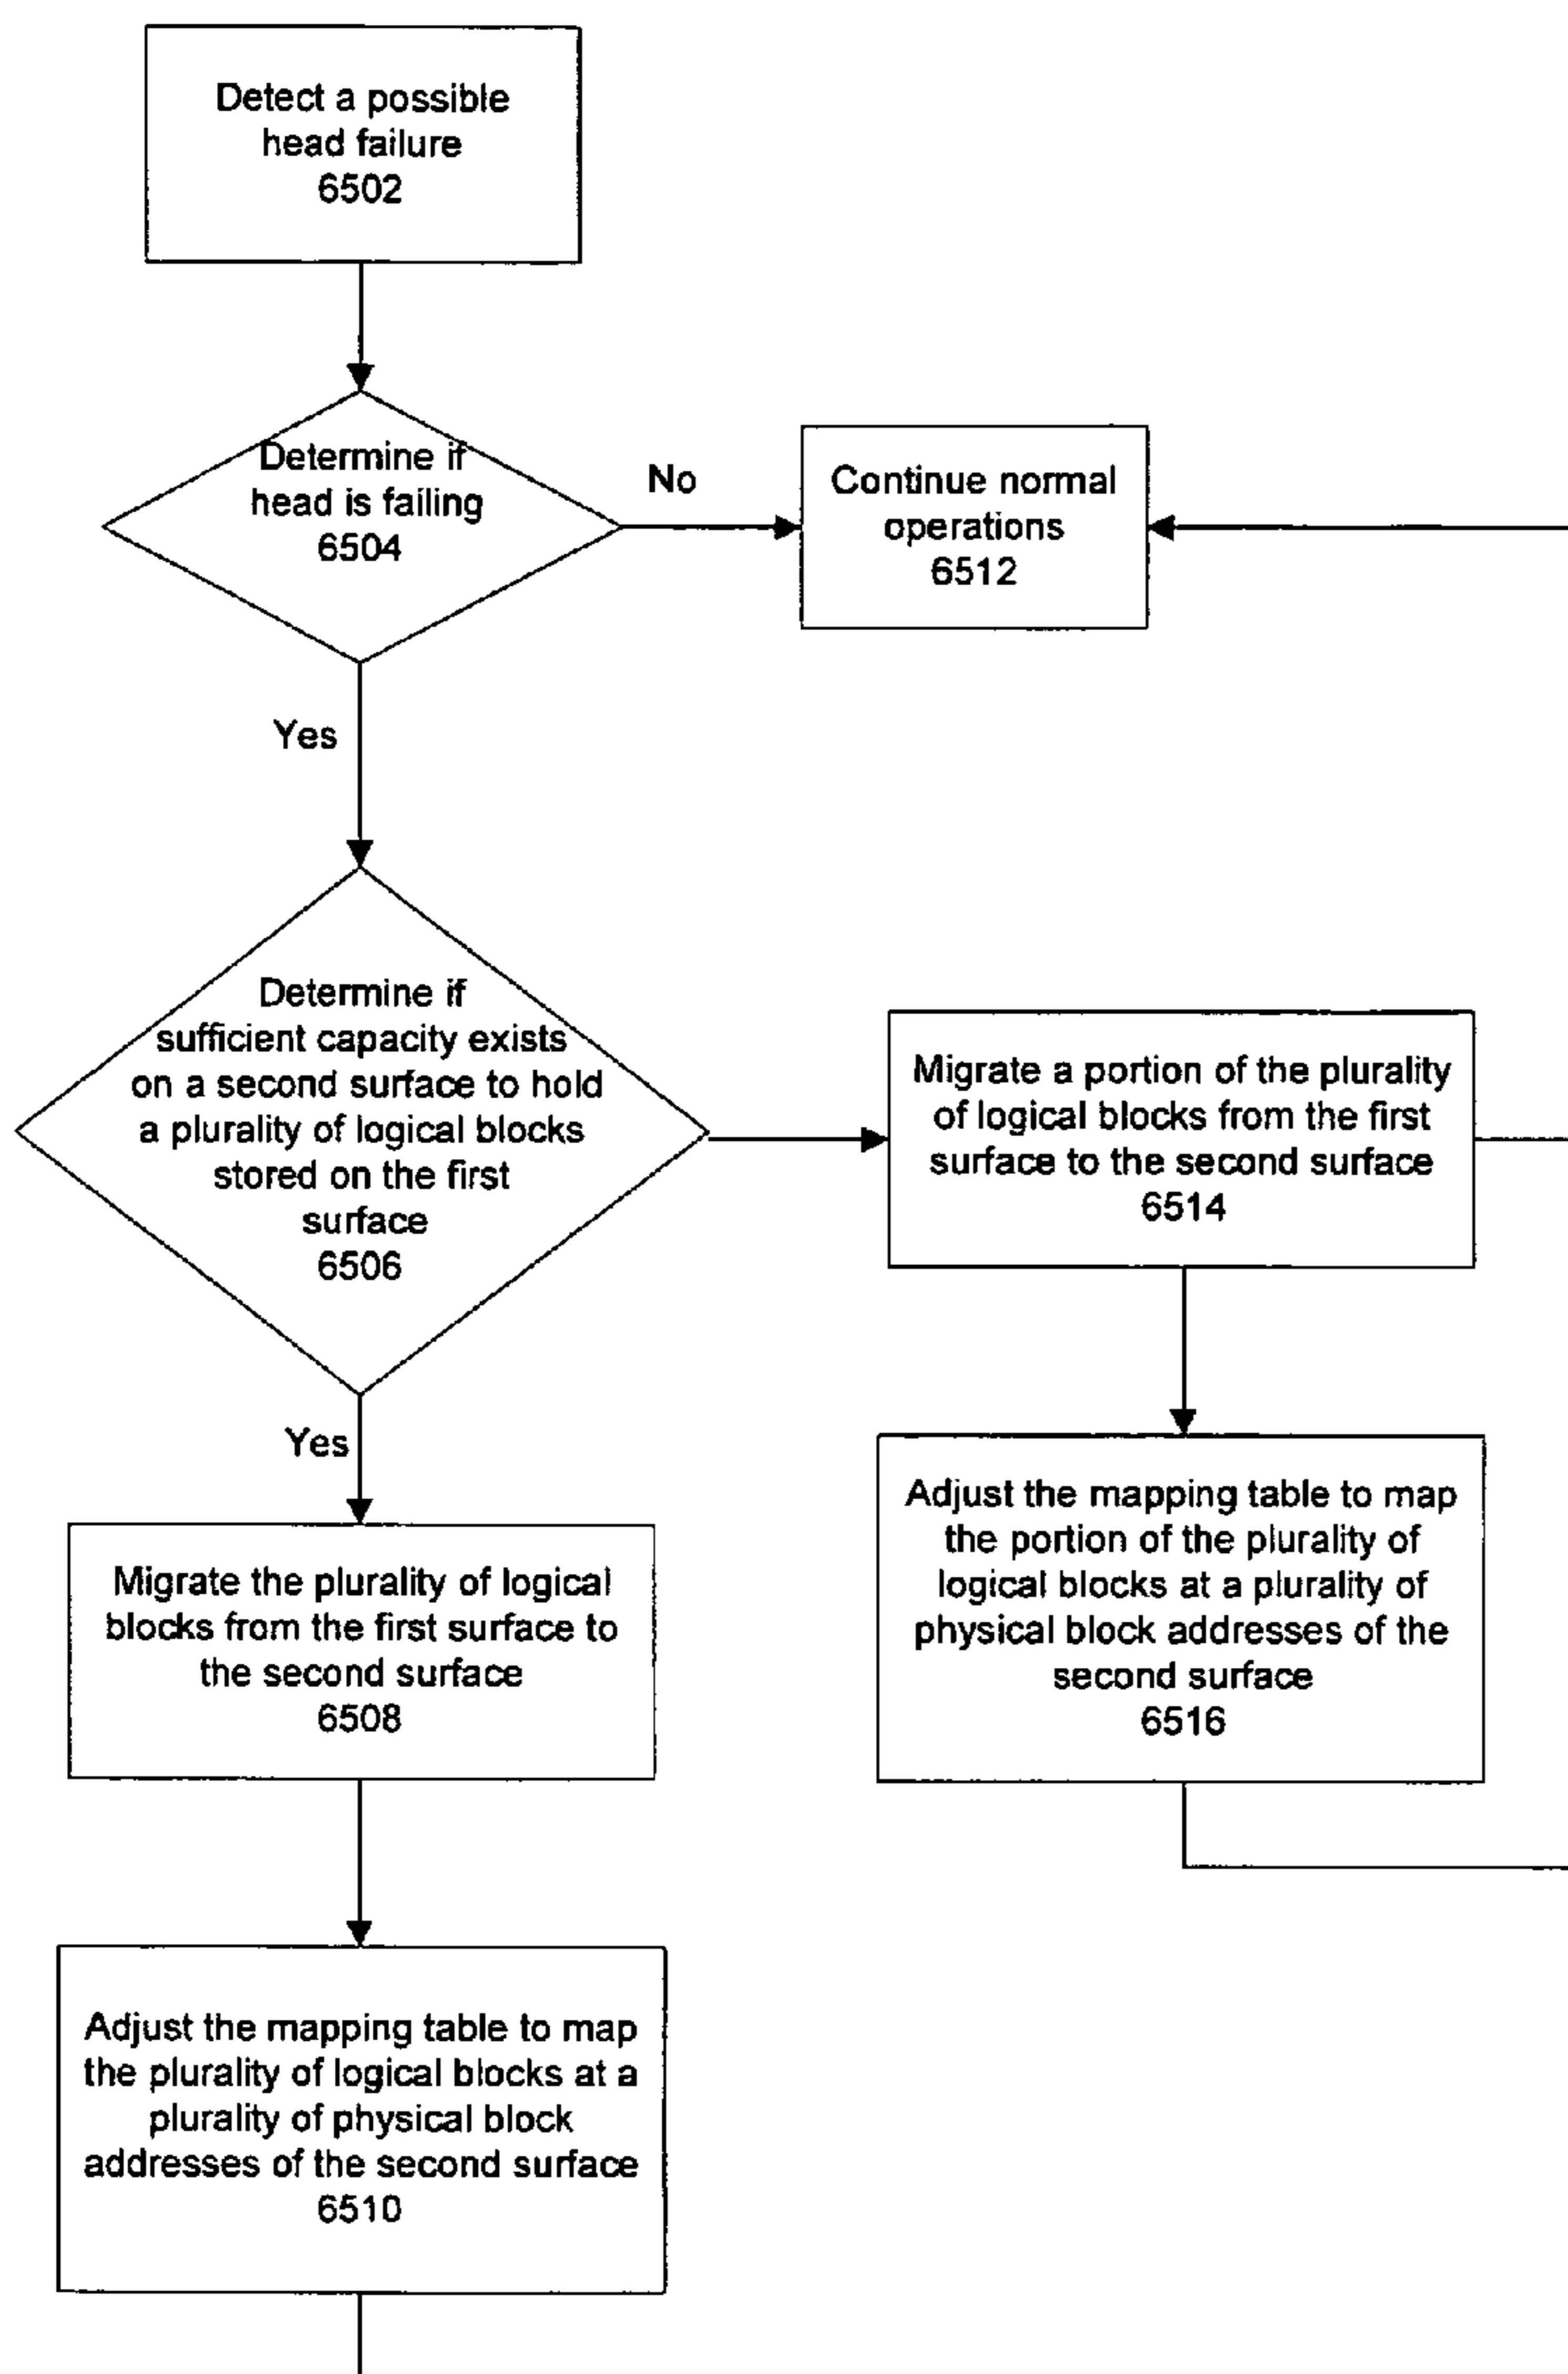 Detect a possible
head failure
6502
Determine if
head is failing
6504
No
Continue normal
operations
6512
Yes
Determine if
sufficient capacity exists
on a second surface to hold
a plurality of logical blocks
stored on the first
surface
6506
Migrate a portion of the plurality
of logical blocks from the first
surface to the second surface
6514
Yes
Adjust the mapping table to map
the portion of the plurality of
logical blocks at a plurality of
physical block addresses of the
second surface
6516
Migrate the plurality of logical
blocks from the first surface to
the second surface
6508
Adjust the mapping table to map
the plurality of logical blocks at a
plurality of physical block
addresses of the second surface
6510